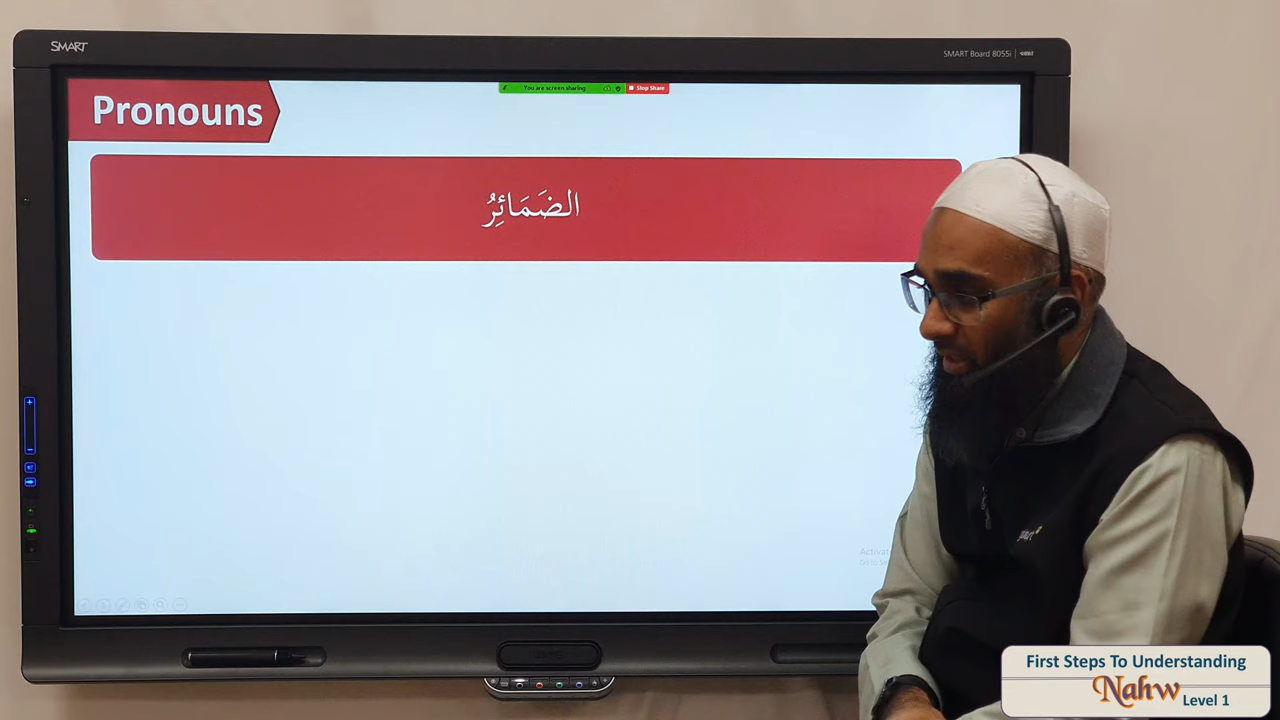 SMART
SMART Board 8055i
You are screen sharing
Stop Share
Pronouns
الضَمَائِرُ
First Steps To Understanding
Nahw Level 1